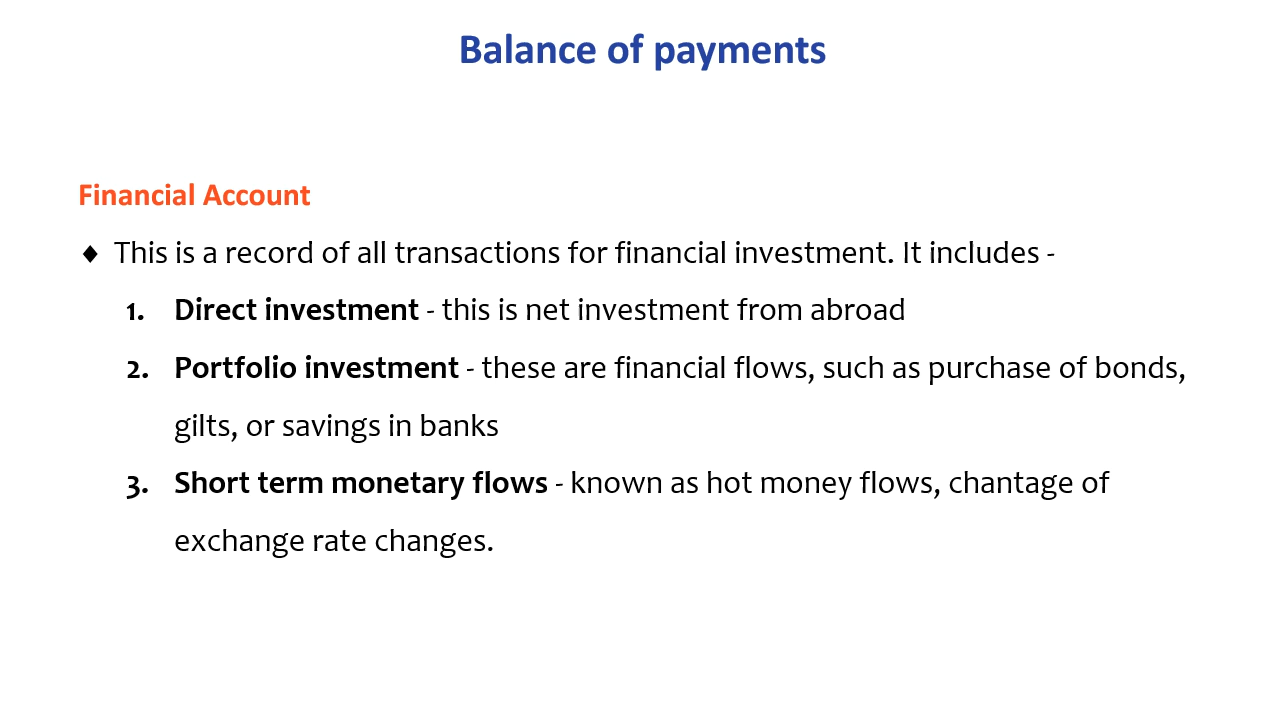 Balance of payments
Financial Account
♦ This is a record of all transactions for financial investment. It includes -
1. Direct investment - this is net investment from abroad
2. Portfolio investment - these are financial flows, such as purchase of bonds,
gilts, or savings in banks
3. Short term monetary flows - known as hot money flows, chantage of
exchange rate changes.